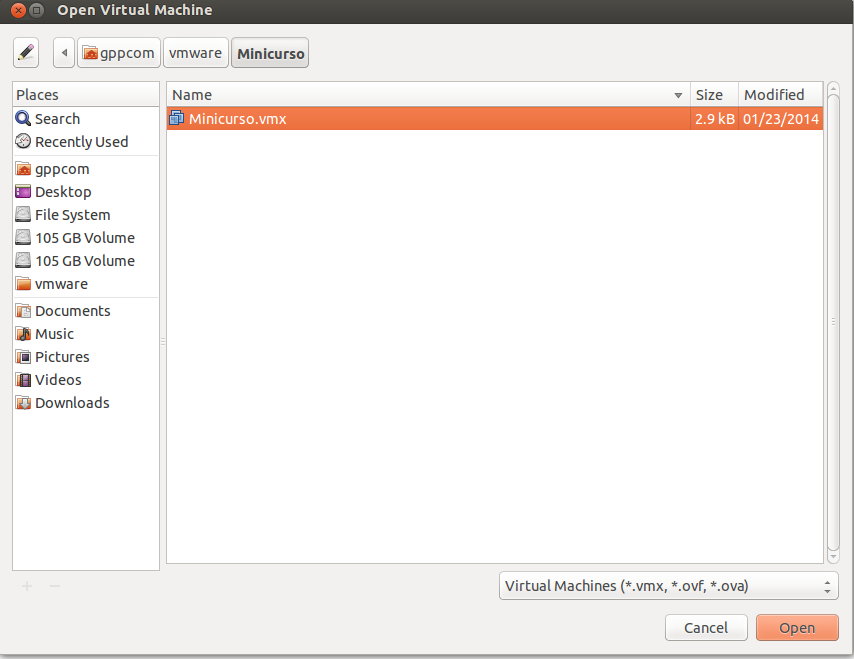 Open Virtual Machine
gppcom vmware Minicurso
Places
Search
Recently Used
gppcom
Desktop
File System
105 GB Volume
105 GB Volume
vmware
Documents
Music
Pictures
Videos
Downloads
Name Size Modified
Minicurso.vmx 2.9 kB 01/23/2014
Virtual Machines (*.vmx, *.ovf, *.ova)
Cancel Open